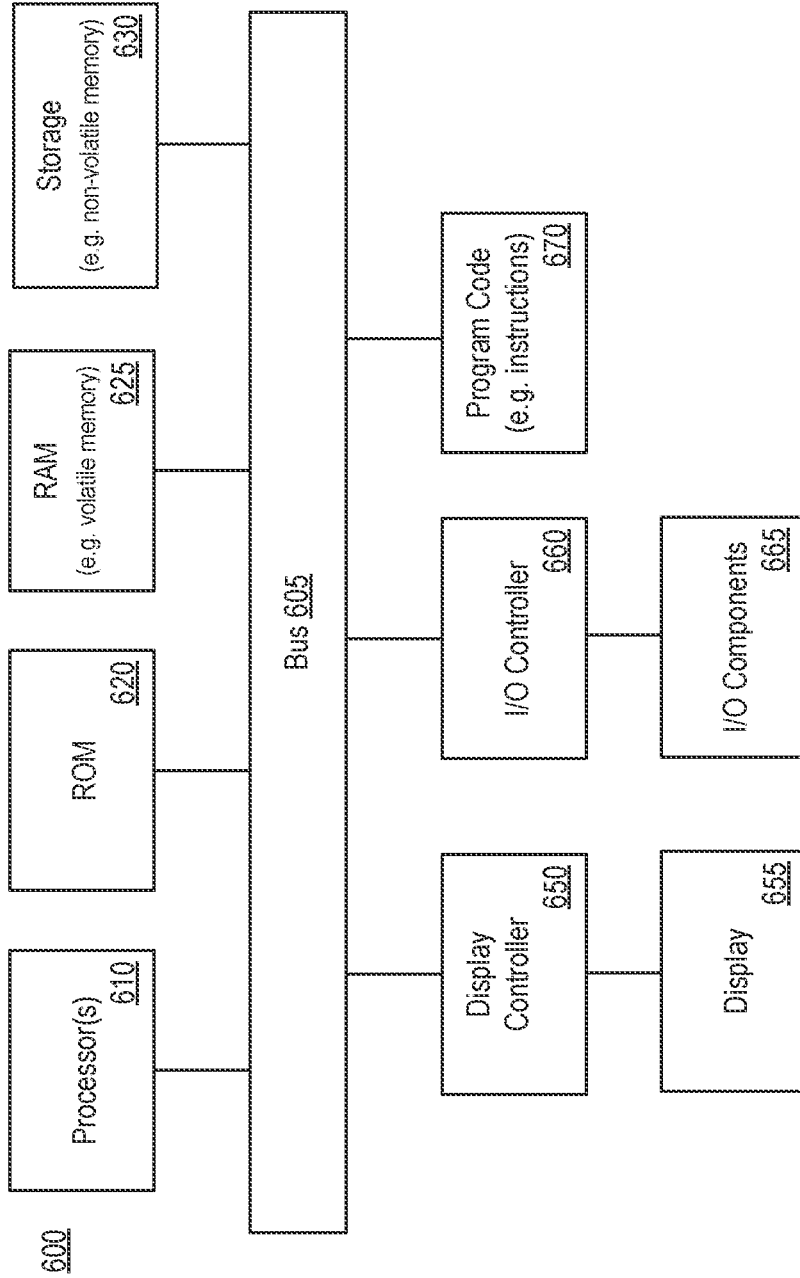 600
Processor(s)
610
ROM
620
RAM
(e.g. volatile memory)
625
Storage
(e.g. non-volatile memory)
630
Bus 605
Display
Controller
650
I/O Controller
660
Program Code
(e.g. instructions)
670
Display
655
I/O Components
665